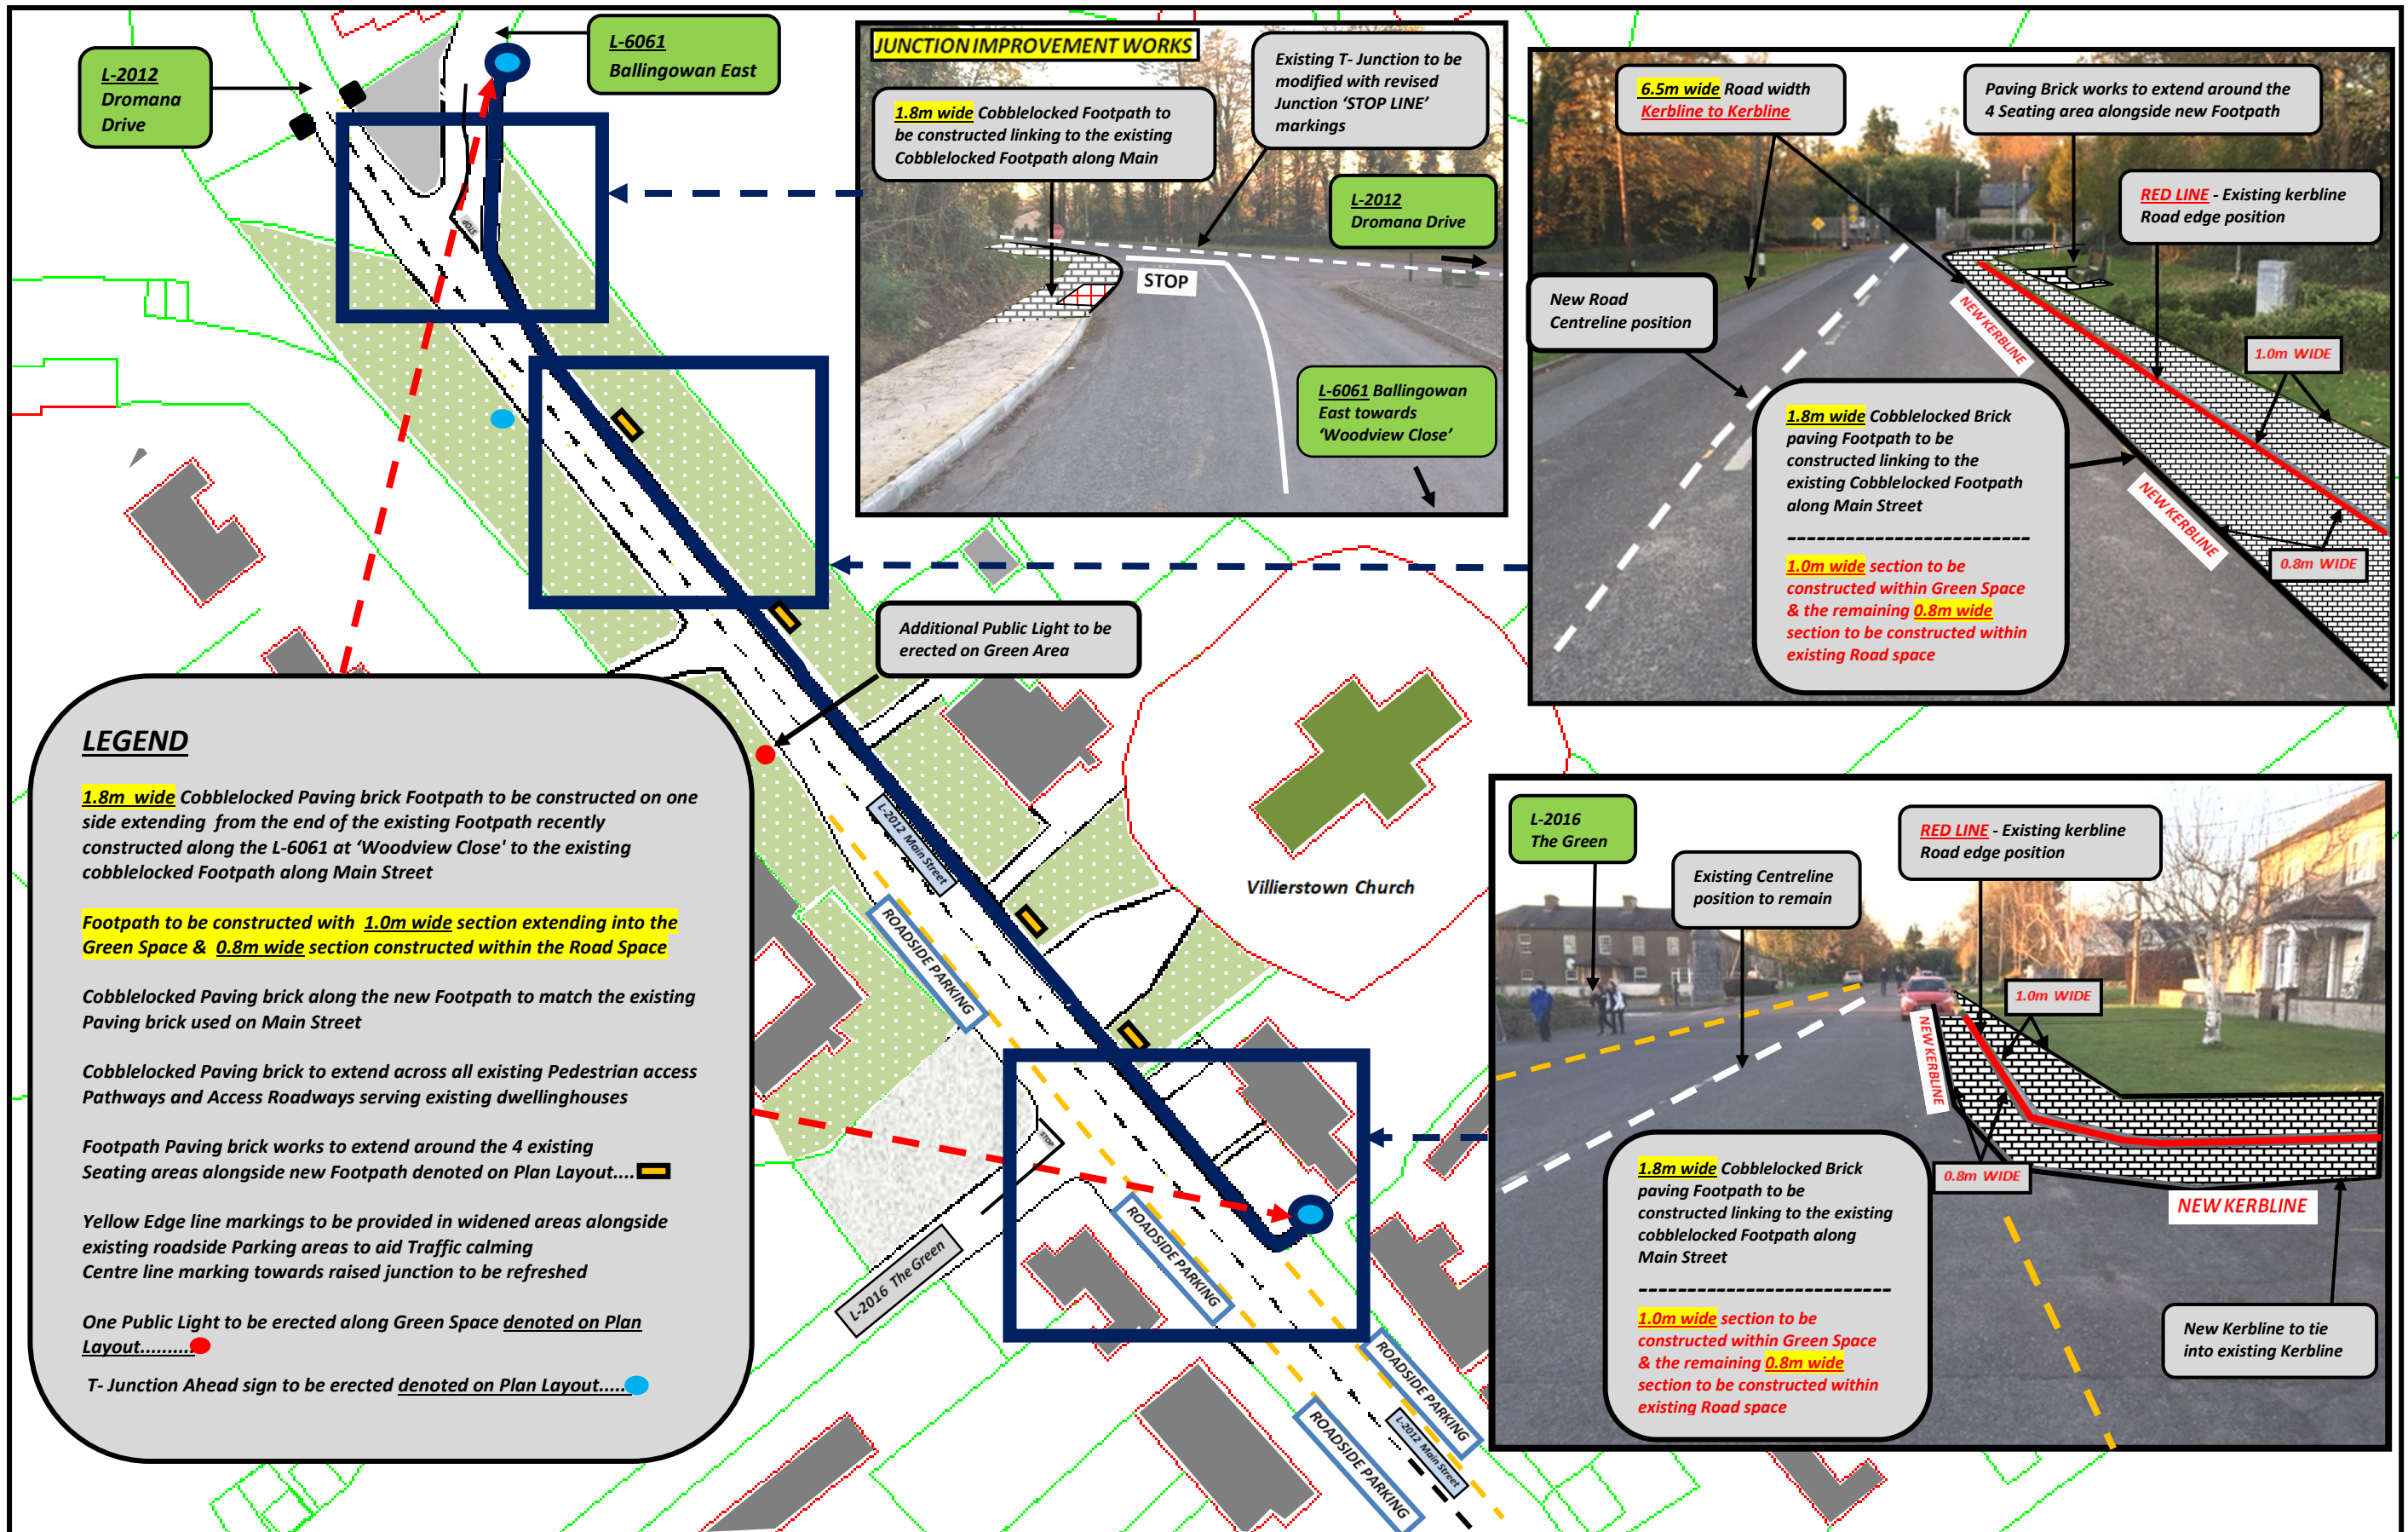 L-2012
Dromana
Drive
L-6061
Ballingowan East
JUNCTION IMPROVEMENT WORKS
1.8m wide Cobblelocked Footpath to
be constructed linking to the existing
Cobblelocked Footpath along Main
Existing T- Junction to be
modified with revised
Junction ‘STOP LINE’
markings
L-2012
Dromana Drive
STOP
L-6061 Ballingowan
East towards
‘Woodview Close’
6.5m wide Road width
Kerbline to Kerbline
Paving Brick works to extend around the
4 Seating area alongside new Footpath
RED LINE - Existing kerbline
Road edge position
New Road
Centreline position
NEW KERBLINE
1.0m WIDE
1.8m wide Cobblelocked Brick
paving Footpath to be
constructed linking to the
existing Cobblelocked Footpath
along Main Street
--------------------------
1.0m wide section to be
constructed within Green Space
& the remaining 0.8m wide
section to be constructed within
existing Road space
NEW KERBLINE
0.8m WIDE
STOP
Additional Public Light to be
erected on Green Area
LEGEND
1.8m wide Cobblelocked Paving brick Footpath to be constructed on one
side extending from the end of the existing Footpath recently
constructed along the L-6061 at ‘Woodview Close' to the existing
cobblelocked Footpath along Main Street
Footpath to be constructed with 1.0m wide section extending into the
Green Space & 0.8m wide section constructed within the Road Space
Cobblelocked Paving brick along the new Footpath to match the existing
Paving brick used on Main Street
Cobblelocked Paving brick to extend across all existing Pedestrian access
Pathways and Access Roadways serving existing dwellinghouses
Footpath Paving brick works to extend around the 4 existing
Seating areas alongside new Footpath denoted on Plan Layout....
Yellow Edge line markings to be provided in widened areas alongside
existing roadside Parking areas to aid Traffic calming
Centre line marking towards raised junction to be refreshed
One Public Light to be erected along Green Space denoted on Plan
Layout.........
T- Junction Ahead sign to be erected denoted on Plan Layout.....
L-2012 Main Street
ROADSIDE PARKING
Villierstown Church
STOP
L-2016 The Green
ROADSIDE PARKING
ROADSIDE PARKING
ROADSIDE PARKING
L-2012 Main Street
L-2016
The Green
Existing Centreline
position to remain
RED LINE - Existing kerbline
Road edge position
1.0m WIDE
NEW KERBLINE
0.8m WIDE
NEW KERBLINE
1.8m wide Cobblelocked Brick
paving Footpath to be
constructed linking to the existing
cobblelocked Footpath along
Main Street
---------------------------
1.0m wide section to be
constructed within Green Space
& the remaining 0.8m wide
section to be constructed within
existing Road space
New Kerbline to tie
into existing Kerbline